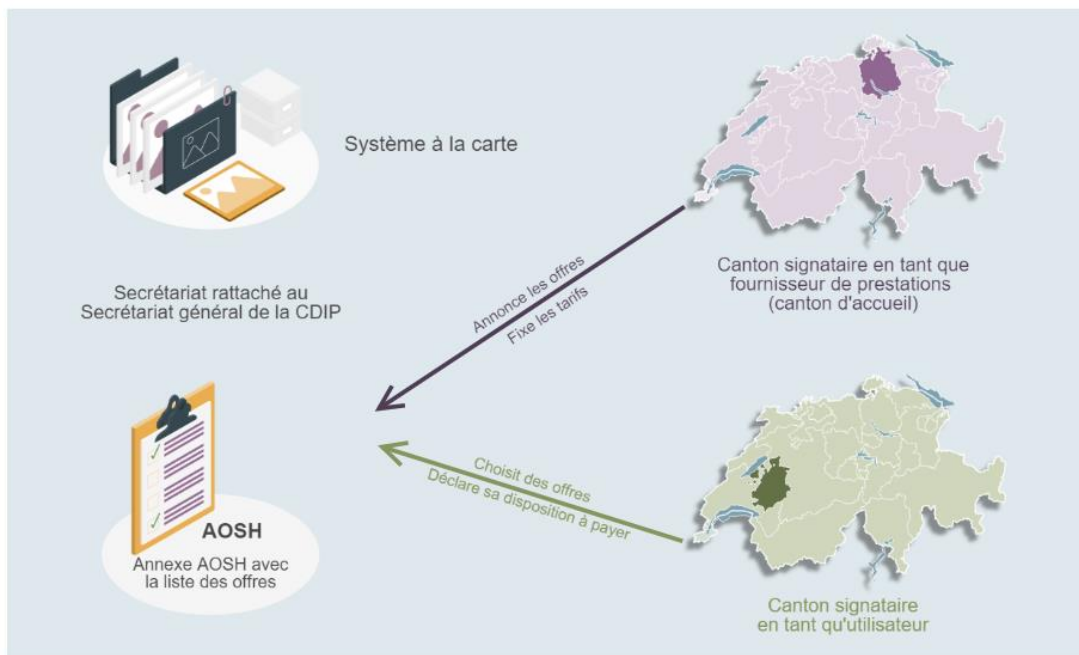 Système à la carte
Secrétariat rattaché au
Secrétariat général de la CDIP
Annonce les offres
Fixe les tarifs
Canton signataire en tant que
fournisseur de prestations
(canton d'accueil)
Choisit des offres
Déclare sa disposition à payer
AOSH
Annexe AOSH avec
la liste des offres
Canton signataire
en tant qu'utilisateur